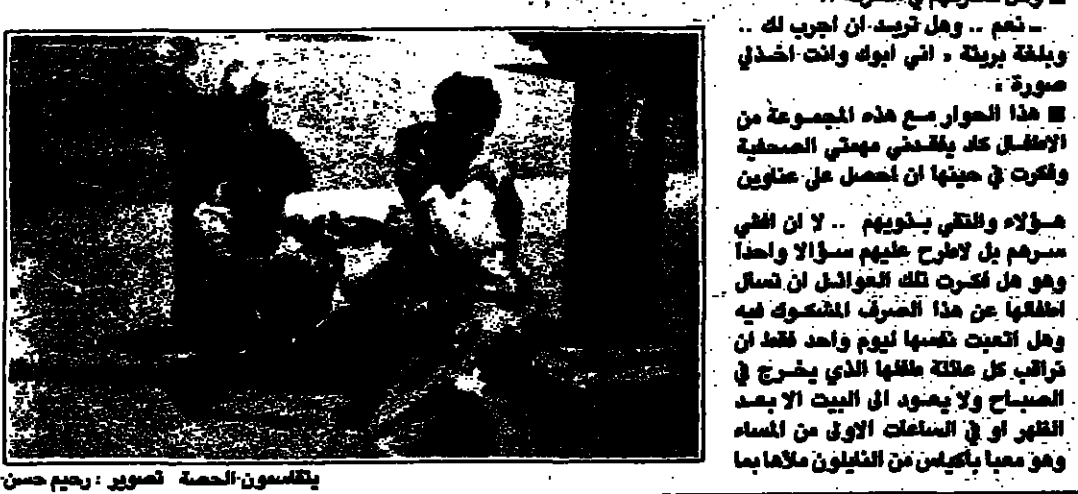 ـ نعم .. وهل تريد ان اجرب لك ..
وبلغة بريئة « اني ابوك وانت اخذلي
صورة »
■ هذا الحوار مع هذه المجموعة من
الاطفال كاد يفقدني مهمتي الصحفية
وفكرت في حينها ان احصل على عناوين
هؤلاء والتقي بذويهم .. لا ان افشي
سرهم بل لاطرح عليهم سؤالا واحدا
وهو هل فكرت تلك العوائل ان تسأل
اطفالها عن هذا الصرف المشكوك فيه
وهل اتعبت نفسها ليوم واحد فقط ان
تراقب كل عائلة طفلها الذي يخرج في
الصباح ولا يعود الى البيت الا بعد
الظهر او في الساعات الاولى من المساء
وهو معبأ بأكياس من النايلون ملأها بما
يتقاسمون الحصة تصوير : رحيم حسن